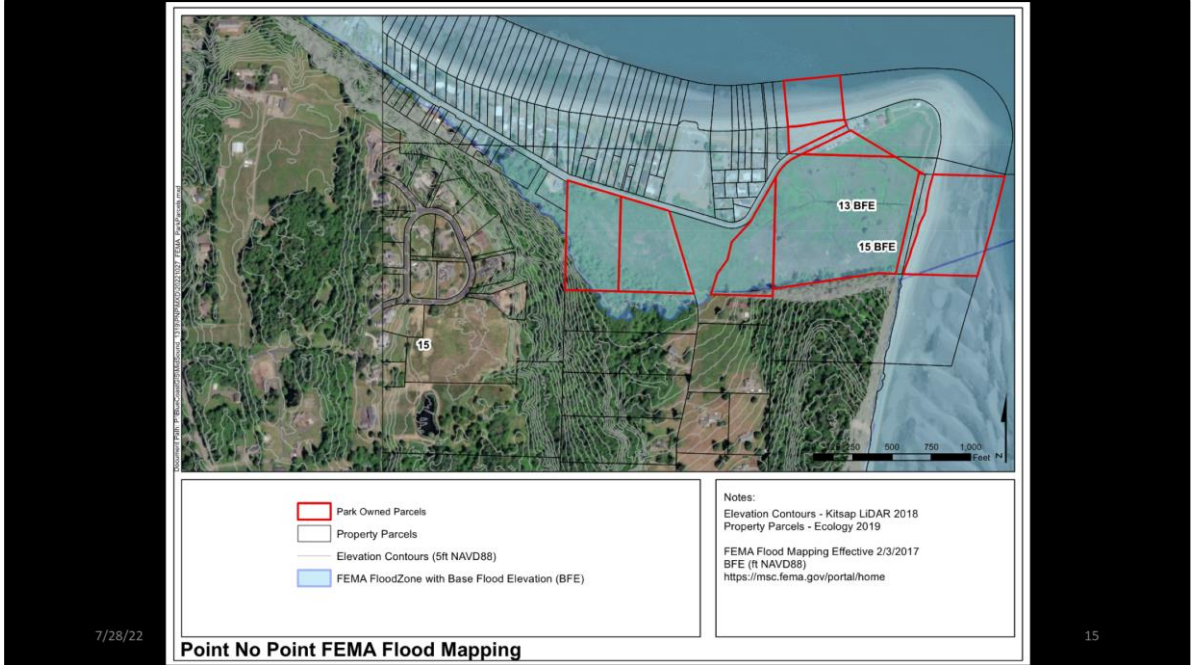 13 BFE
15 BFE
15
500 750 1,000
Feet N
Park Owned Parcels
Property Parcels
Elevation Contours (5ft NAVD88)
FEMA FloodZone with Base Flood Elevation (BFE)
Notes:
Elevation Contours - Kitsap LiDAR 2018
Property Parcels - Ecology 2019
FEMA Flood Mapping Effective 2/3/2017
BFE (ft NAVD88)
https://msc.fema.gov/portal/home
7/28/22
15
Point No Point FEMA Flood Mapping